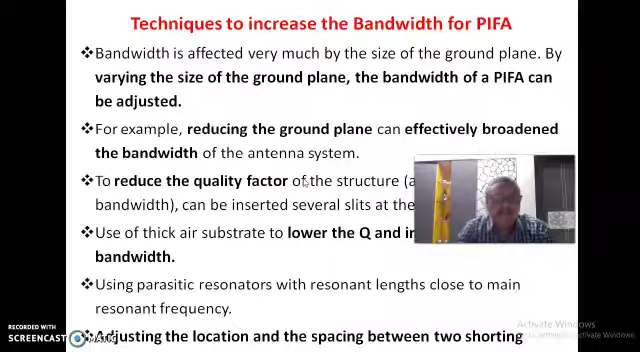 Techniques to increase the Bandwidth for PIFA
❖Bandwidth is affected very much by the size of the ground plane. By
varying the size of the ground plane, the bandwidth of a PIFA can
be adjusted.
❖For example, reducing the ground plane can effectively broadened
the bandwidth of the antenna system.
❖To reduce the quality factor of the structure (a
bandwidth), can be inserted several slits at the
❖Use of thick air substrate to lower the Q and in
bandwidth.
❖Using parasitic resonators with resonant lengths close to main
resonant frequency.
❖Adjusting the location and the spacing between two shorting
Activate Windows
Activate Windows
RECORDED WITH
SCREENCAST
MATIC